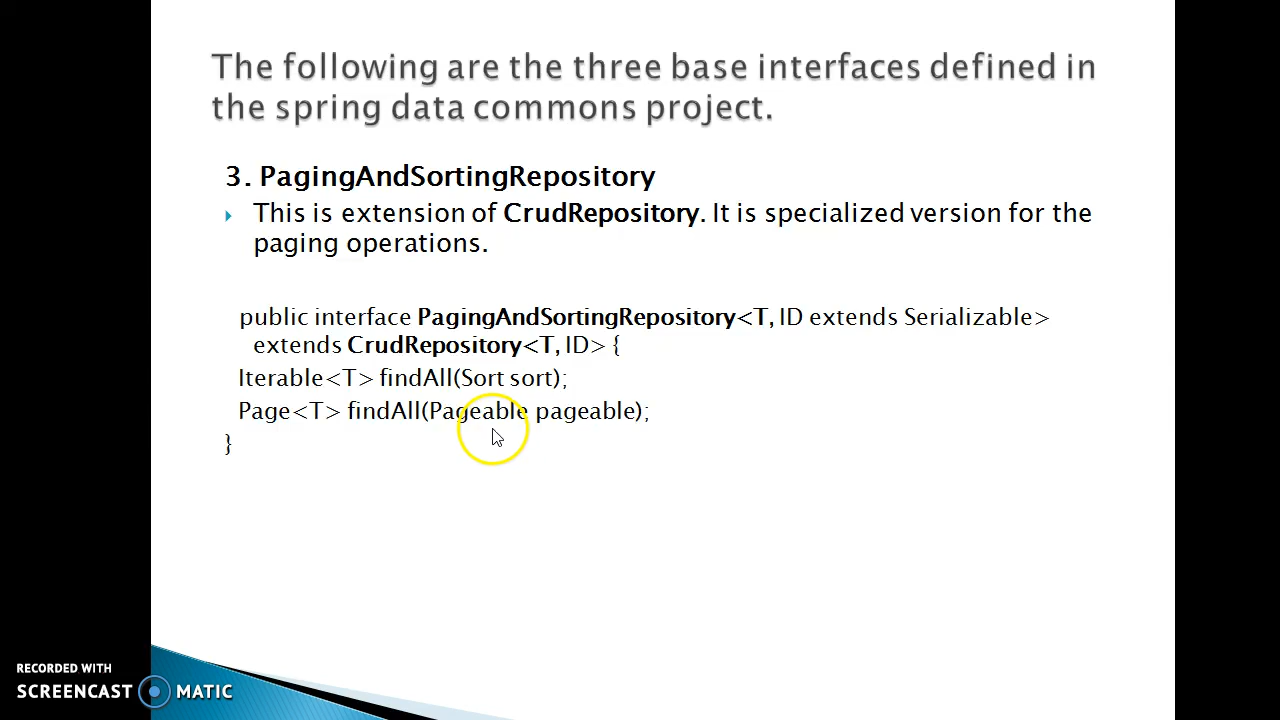 The following are the three base interfaces defined in
the spring data commons project.
3. PagingAndSortingRepository
This is extension of CrudRepository. It is specialized version for the
paging operations.
public interface PagingAndSortingRepository<T, ID extends Serializable>
extends CrudRepository<T, ID> {
Iterable<T> findAll(Sort sort);
Page<T> findAll(Pageable pageable);
}
RECORDED WITH
SCREENCAST MATIC